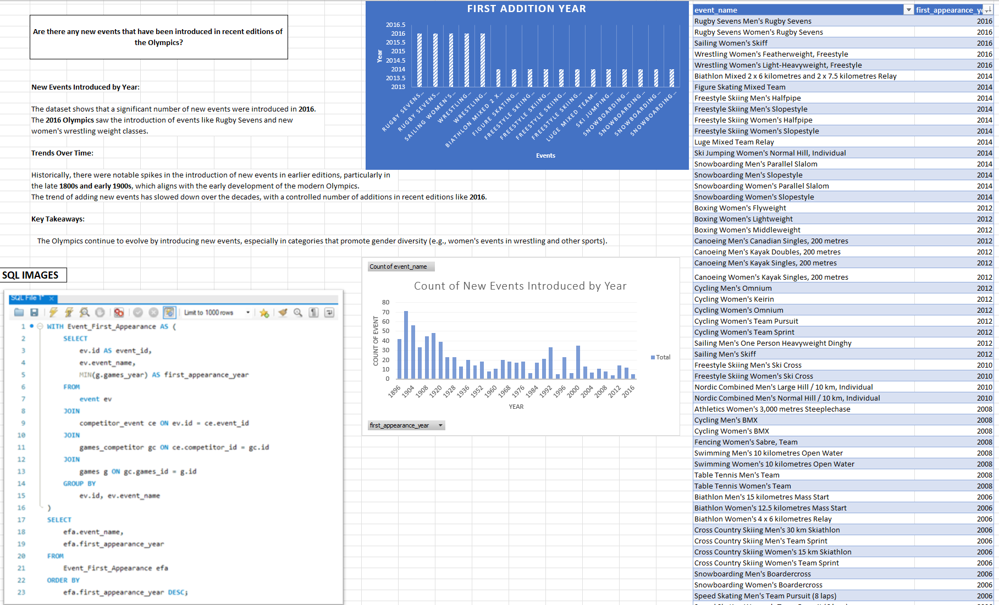 Are there any new events that have been introduced in recent editions of
the Olympics?
New Events Introduced by Year:
The dataset shows that a significant number of new events were introduced in 2016.
The 2016 Olympics saw the introduction of events like Rugby Sevens and new
women's wrestling weight classes.
Trends Over Time:
Historically, there were notable spikes in the introduction of new events in earlier editions, particularly in
the late 1800s and early 1900s, which aligns with the early development of the modern Olympics.
The trend of adding new events has slowed down over the decades, with a controlled number of additions in recent editions like 2016.
Key Takeaways:
The Olympics continue to evolve by introducing new events, especially in categories that promote gender diversity (e.g., women's events in wrestling and other sports).
FIRST ADDITION YEAR
Year
2016.5
2016
2015.5
2015
2014.5
2014
2013.5
2013
RUGBY SEVENS...
RUGBY SEVENS...
SAILING WOMEN'S...
WRESTLING...
WRESTLING...
BIATHLON MIXED 2 X...
FIGURE SKATING...
FREESTYLE SKIING...
FREESTYLE SKIING...
FREESTYLE SKIING...
FREESTYLE SKIING...
LUGE MIXED TEAM...
SKI JUMPING...
SNOWBOARDING...
SNOWBOARDING...
SNOWBOARDING...
SNOWBOARDING...
Events
SQL IMAGES
SQL File 1*
Limit to 1000 rows
1 WITH Event_First_Appearance AS (
2 SELECT
3 ev.id AS event_id,
4 ev.event_name,
5 MIN(g.games_year) AS first_appearance_year
6 FROM
7 event ev
8 JOIN
9 competitor_event ce ON ev.id = ce.event_id
10 JOIN
11 games_competitor gc ON ce.competitor_id = gc.id
12 JOIN
13 games g ON gc.games_id = g.id
14 GROUP BY
15 ev.id, ev.event_name
16 )
17 SELECT
18 efa.event_name,
19 efa.first_appearance_year
20 FROM
21 Event_First_Appearance efa
22 ORDER BY
23 efa.first_appearance_year DESC;
Count of event_name
Count of New Events Introduced by Year
COUNT OF EVENT
80
70
60
50
40
30
20
10
0
1896 1904 1908 1920 1928 1936 1952 1960 1968 1976 1984 1992 1996 2000 2004 2008 2012 2016
YEAR
Total
first_appearance_year
event_name first_appearance_ye
Rugby Sevens Men's Rugby Sevens 2016
Rugby Sevens Women's Rugby Sevens 2016
Sailing Women's Skiff 2016
Wrestling Women's Featherweight, Freestyle 2016
Wrestling Women's Light-Heavyweight, Freestyle 2016
Biathlon Mixed 2 x 6 kilometres and 2 x 7.5 kilometres Relay 2014
Figure Skating Mixed Team 2014
Freestyle Skiing Men's Halfpipe 2014
Freestyle Skiing Men's Slopestyle 2014
Freestyle Skiing Women's Halfpipe 2014
Freestyle Skiing Women's Slopestyle 2014
Luge Mixed Team Relay 2014
Ski Jumping Women's Normal Hill, Individual 2014
Snowboarding Men's Parallel Slalom 2014
Snowboarding Men's Slopestyle 2014
Snowboarding Women's Parallel Slalom 2014
Snowboarding Women's Slopestyle 2014
Boxing Women's Flyweight 2012
Boxing Women's Lightweight 2012
Boxing Women's Middleweight 2012
Canoeing Men's Canadian Singles, 200 metres 2012
Canoeing Men's Kayak Doubles, 200 metres 2012
Canoeing Men's Kayak Singles, 200 metres 2012
Canoeing Women's Kayak Singles, 200 metres 2012
Cycling Men's Omnium 2012
Cycling Women's Keirin 2012
Cycling Women's Omnium 2012
Cycling Women's Team Pursuit 2012
Cycling Women's Team Sprint 2012
Sailing Men's One Person Heavyweight Dinghy 2012
Sailing Men's Skiff 2012
Freestyle Skiing Men's Ski Cross 2010
Freestyle Skiing Women's Ski Cross 2010
Nordic Combined Men's Large Hill / 10 km, Individual 2010
Nordic Combined Men's Normal Hill / 10 km, Individual 2010
Athletics Women's 3,000 metres Steeplechase 2008
Cycling Men's BMX 2008
Cycling Women's BMX 2008
Fencing Women's Sabre, Team 2008
Swimming Men's 10 kilometres Open Water 2008
Swimming Women's 10 kilometres Open Water 2008
Table Tennis Men's Team 2008
Table Tennis Women's Team 2008
Biathlon Men's 15 kilometres Mass Start 2006
Biathlon Women's 12.5 kilometres Mass Start 2006
Biathlon Women's 4 x 6 kilometres Relay 2006
Cross Country Skiing Men's 30 km Skiathlon 2006
Cross Country Skiing Men's Team Sprint 2006
Cross Country Skiing Women's 15 km Skiathlon 2006
Cross Country Skiing Women's Team Sprint 2006
Snowboarding Men's Boardercross 2006
Snowboarding Women's Boardercross 2006
Speed Skating Men's Team Pursuit (8 laps) 2006